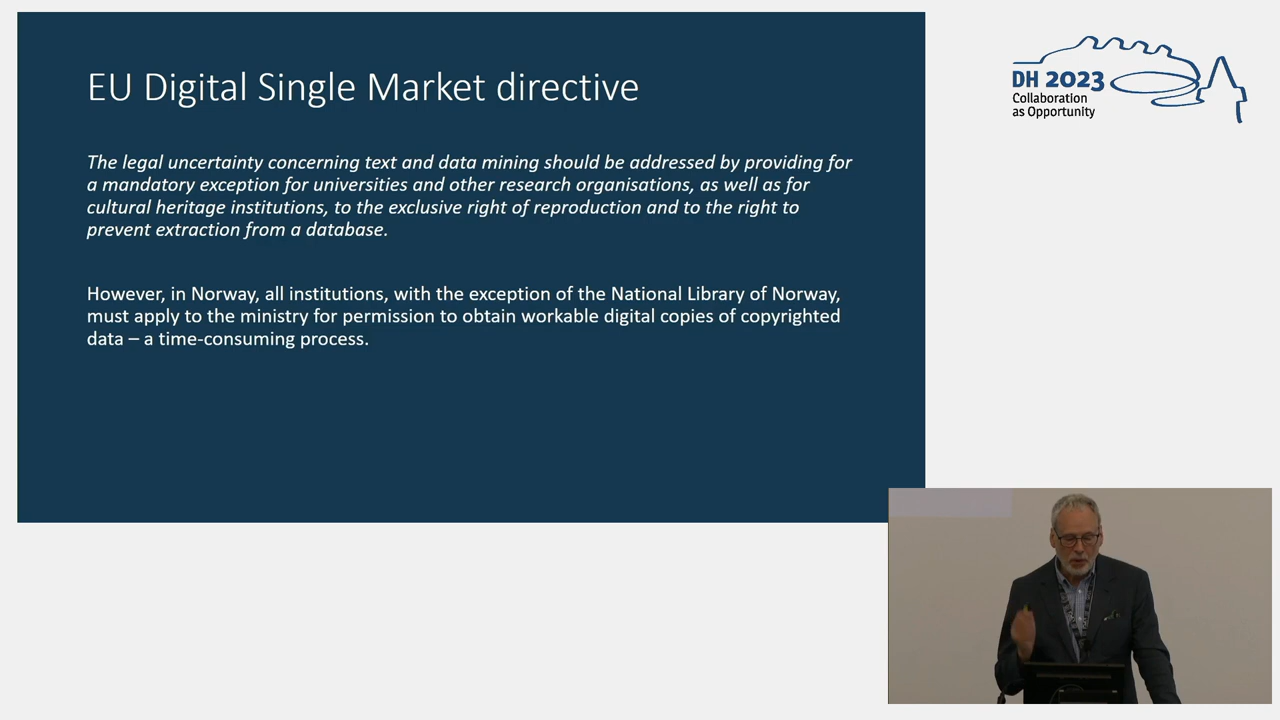 EU Digital Single Market directive
The legal uncertainty concerning text and data mining should be addressed by providing for
a mandatory exception for universities and other research organisations, as well as for
cultural heritage institutions, to the exclusive right of reproduction and to the right to
prevent extraction from a database.
However, in Norway, all institutions, with the exception of the National Library of Norway,
must apply to the ministry for permission to obtain workable digital copies of copyrighted
data – a time-consuming process.
DH 2023
Collaboration
as Opportunity